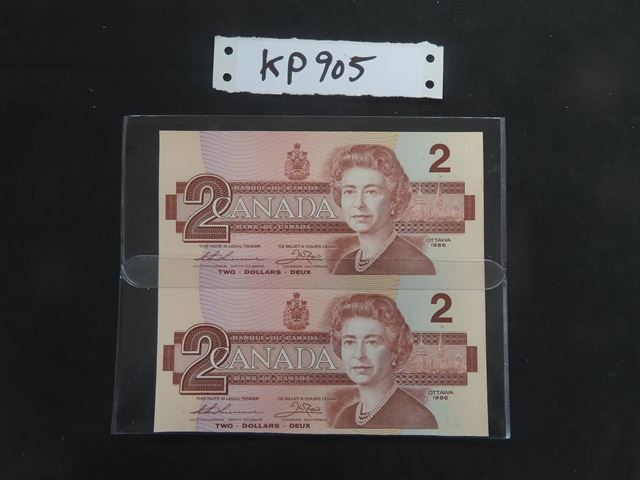 KP905
2
BANQUE·DU·CANADA
2 CANADA
BANK·OF·CANADA
THIS NOTE IS LEGAL TENDER
CE BILLET A COURS LÉGAL
OTTAWA
1986
TWO · DOLLARS · DEUX
2
BANQUE·DU·CANADA
2 CANADA
BANK·OF·CANADA
THIS NOTE IS LEGAL TENDER
CE BILLET A COURS LÉGAL
OTTAWA
1986
TWO · DOLLARS · DEUX